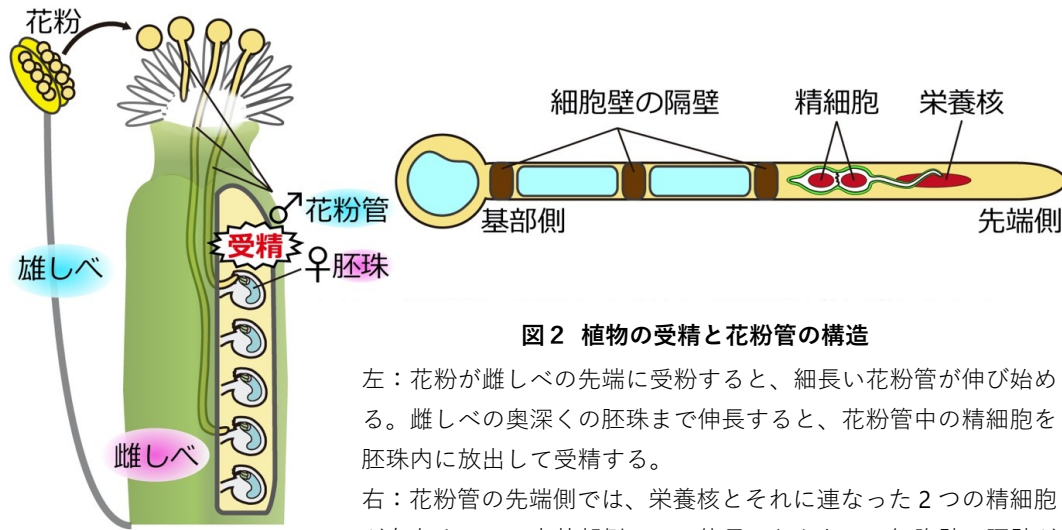 花粉
雄しべ
雌しべ
♂花粉管
受精
♀胚珠
細胞壁の隔壁
精細胞
栄養核
基部側
先端側
図2 植物の受精と花粉管の構造
左:花粉が雌しべの先端に受粉すると、細長い花粉管が伸び始め
る。雌しべの奥深くの胚珠まで伸長すると、花粉管中の精細胞を
胚珠内に放出して受精する。
右:花粉管の先端側では、栄養核とそれに連なった2つの精細胞